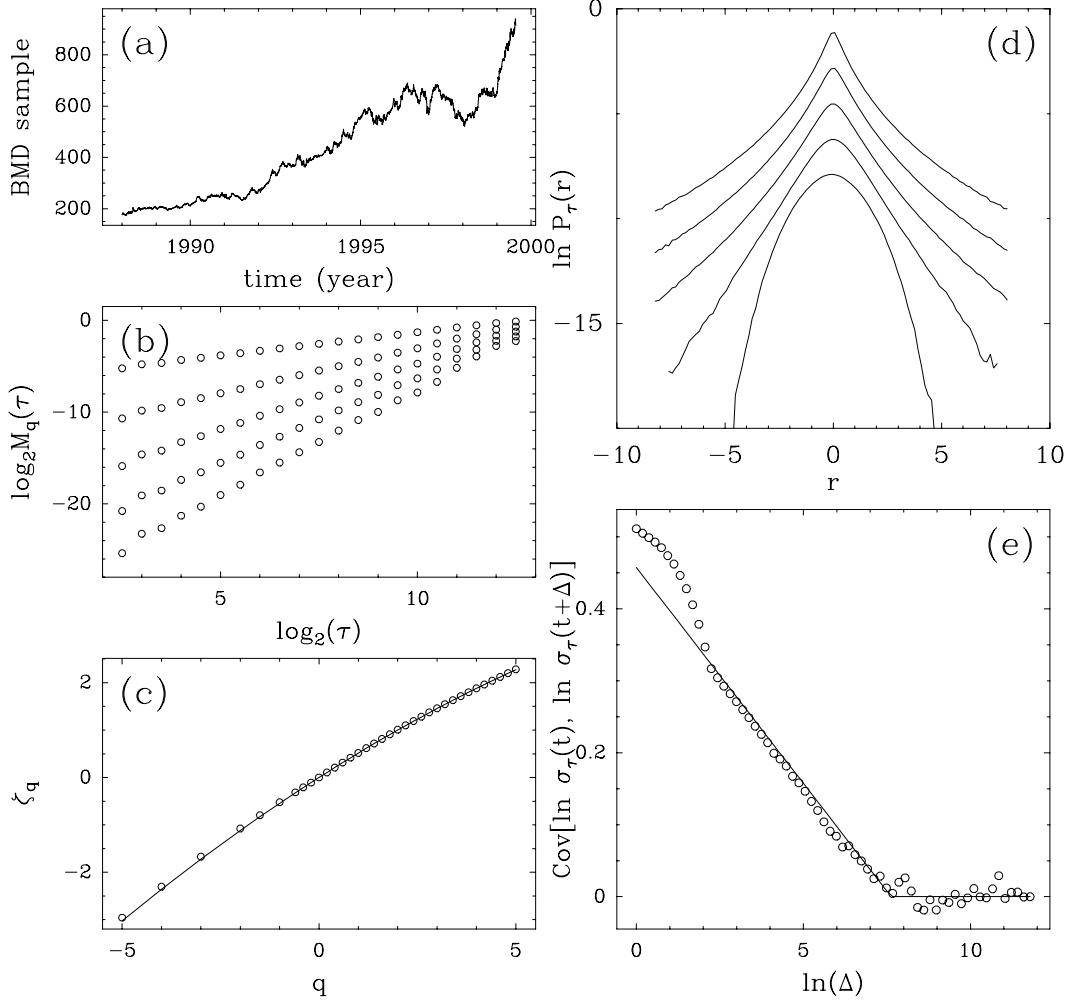 (a)
BMD sample
800
600
400
200
1990
1995
2000
time (year)
(b)
log₂M_q(τ)
0
−10
−20
5
10
log₂(τ)
(c)
ζ_q
2
0
−2
−5
0
5
q
(d)
ln P_τ(r)
0
−15
−10
−5
0
5
10
r
(e)
Cov[ln σ_τ(t), ln σ_τ(t+Δ)]
0.4
0.2
0
0
5
10
ln(Δ)